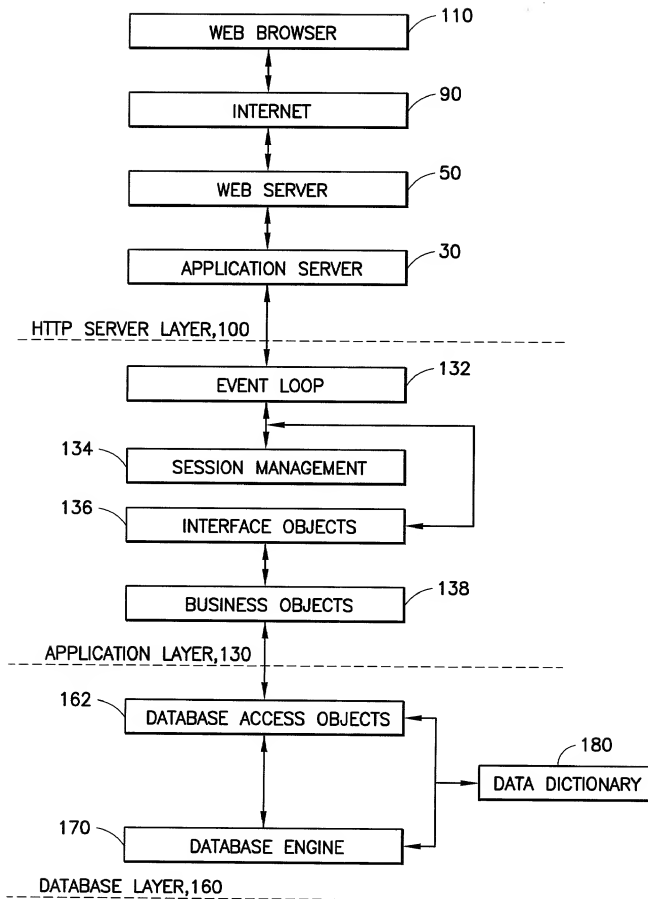 WEB BROWSER
110
INTERNET
90
WEB SERVER
50
APPLICATION SERVER
30
HTTP SERVER LAYER,100
EVENT LOOP
132
134
SESSION MANAGEMENT
136
INTERFACE OBJECTS
BUSINESS OBJECTS
138
APPLICATION LAYER,130
162
DATABASE ACCESS OBJECTS
180
DATA DICTIONARY
170
DATABASE ENGINE
DATABASE LAYER,160